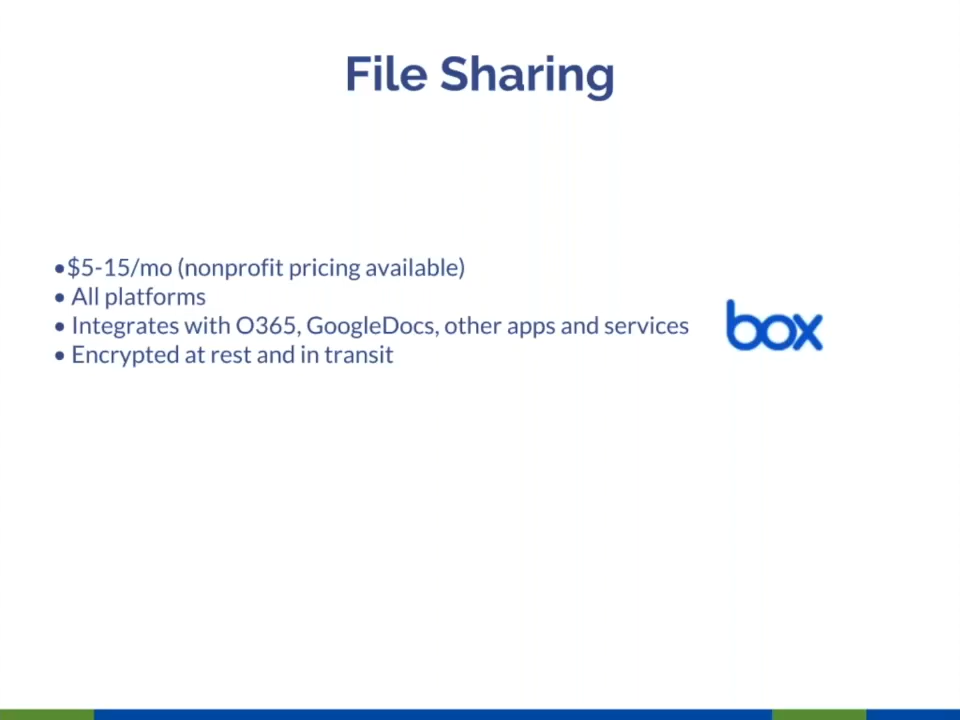 File Sharing
•$5-15/mo (nonprofit pricing available)
• All platforms
• Integrates with O365, GoogleDocs, other apps and services
• Encrypted at rest and in transit
box